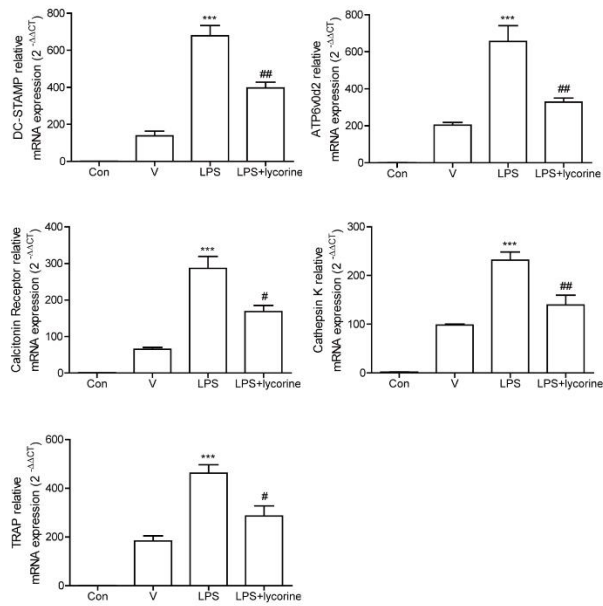 DC-STAMP relative
mRNA expression (2 -ΔΔCT)
800
600
400
200
0
***
##
Con V LPS LPS+lycorine
ATP6v0d2 relative
mRNA expression (2 -ΔΔCT)
800
600
400
200
0
***
##
Con V LPS LPS+lycorine
Calcitonin Receptor relative
mRNA expression (2 -ΔΔCT)
400
300
200
100
0
***
#
Con V LPS LPS+lycorine
Cathepsin K relative
mRNA expression (2 -ΔΔCT)
300
200
100
0
***
##
Con V LPS LPS+lycorine
TRAP relative
mRNA expression (2 -ΔΔCT)
600
400
200
0
***
#
Con V LPS LPS+lycorine